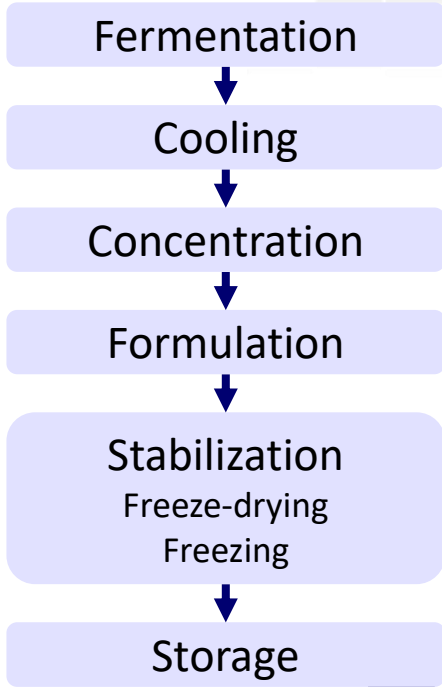 Fermentation
Cooling
Concentration
Formulation
Stabilization
Freeze-drying
Freezing
Storage